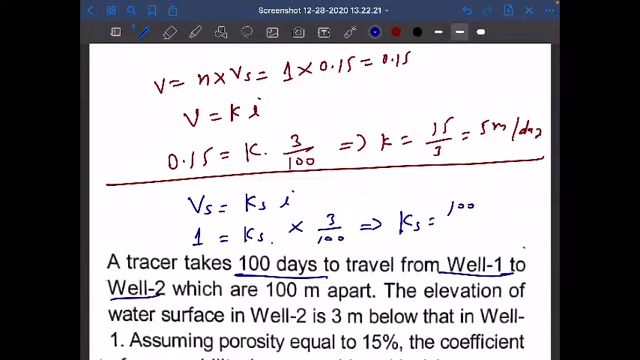 Screenshot 12-28-2020 13.22.21
V = n × Vs = 1 × 0.15 = 0.15
V = K i
0.15 = K. 3/100 => K = 15/3 = 5 m/day
Vs = Ks i
1 = Ks. × 3/100 => Ks = 100
A tracer takes 100 days to travel from Well-1 to
Well-2 which are 100 m apart. The elevation of
water surface in Well-2 is 3 m below that in Well-
1. Assuming porosity equal to 15%, the coefficient